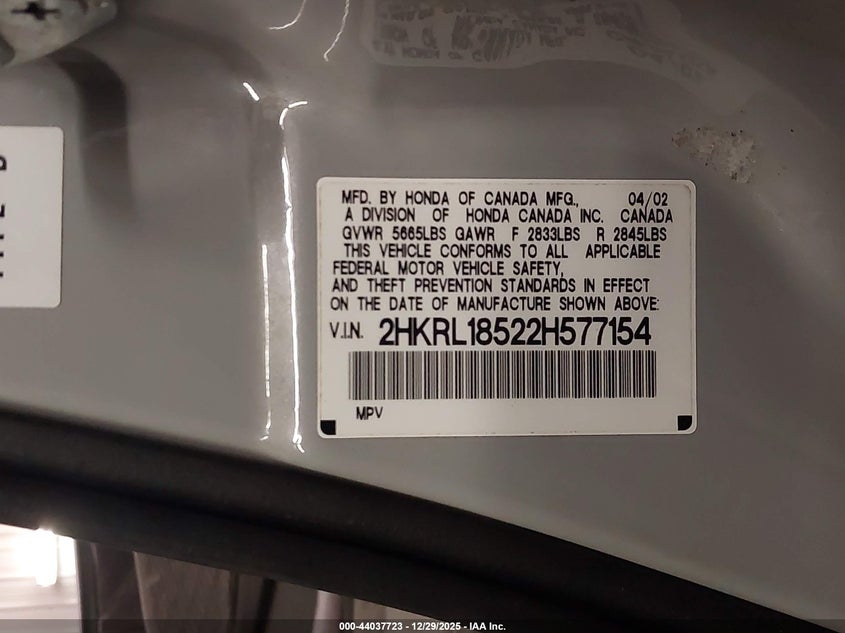 MFD. BY HONDA OF CANADA MFG., 04/02
A DIVISION OF HONDA CANADA INC. CANADA
GVWR 5665LBS GAWR F 2833LBS R 2845LBS
THIS VEHICLE CONFORMS TO ALL APPLICABLE
FEDERAL MOTOR VEHICLE SAFETY,
AND THEFT PREVENTION STANDARDS IN EFFECT
ON THE DATE OF MANUFACTURE SHOWN ABOVE:
V.I.N. 2HKRL18522H577154
MPV
000-44037723 - 12/29/2025 - IAA Inc.